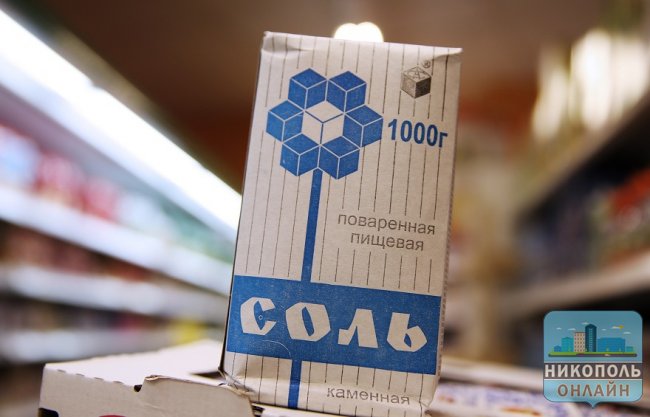 1000г
поваренная
пищевая
СОЛЬ
каменная
НИКОПОЛЬ
ОНЛАЙН